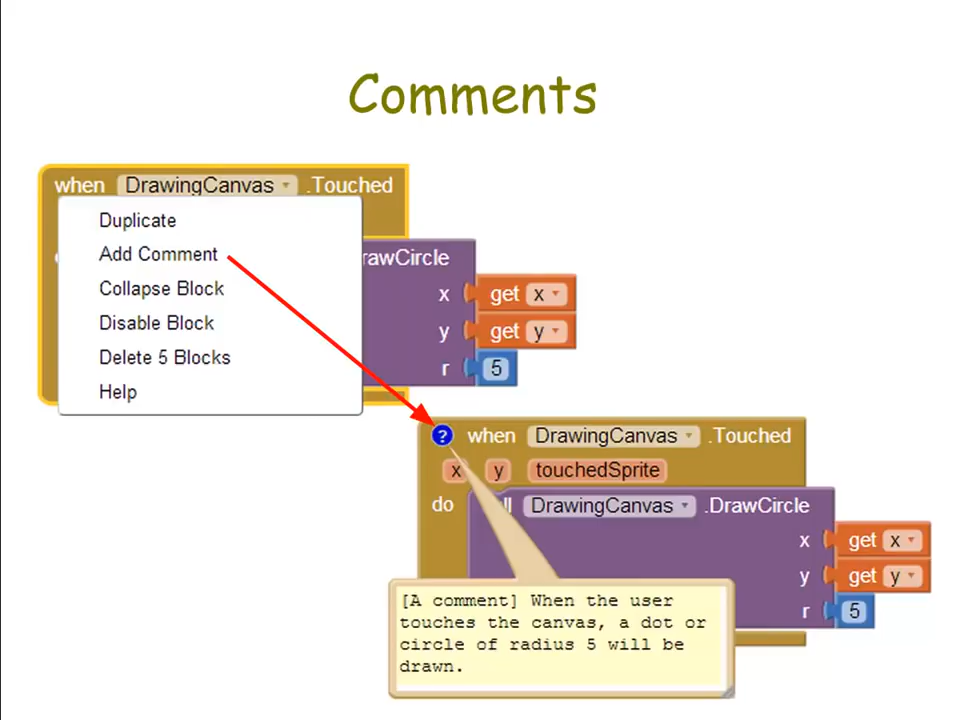 Comments
when DrawingCanvas .Touched
Duplicate
Add Comment
rawCircle
Collapse Block
x get x
Disable Block
y get y
Delete 5 Blocks
r 5
Help
? when DrawingCanvas .Touched
x y touchedSprite
do ll DrawingCanvas .DrawCircle
x get x
y get y
r 5
[A comment] When the user
touches the canvas, a dot or
circle of radius 5 will be
drawn.